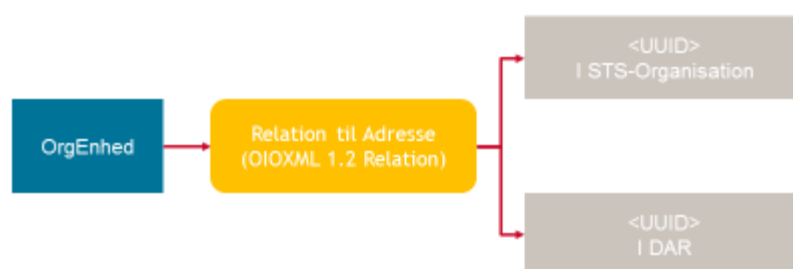 OrgEnhed
Relation til Adresse
(OIOXML 1.2 Relation)
<UUID>
I STS-Organisation
<UUID>
I DAR